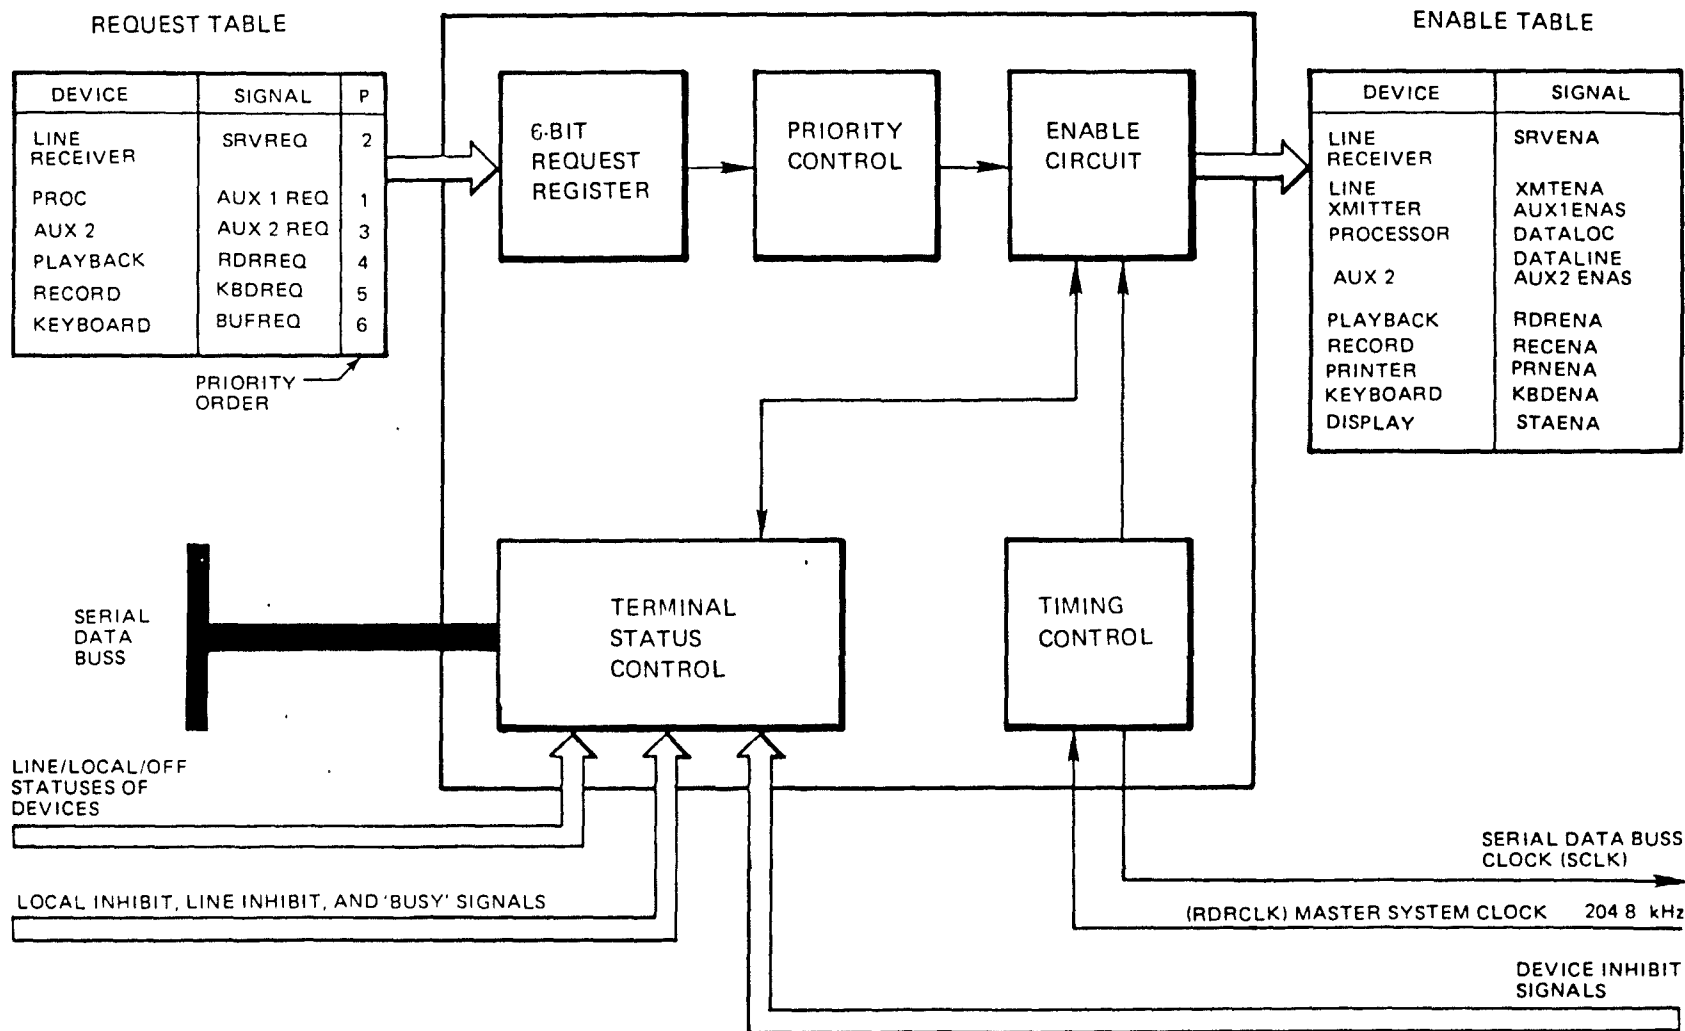 REQUEST TABLE
DEVICE SIGNAL P
LINE
RECEIVER SRVREQ 2
PROC AUX 1 REQ 1
AUX 2 AUX 2 REQ 3
PLAYBACK RDRREQ 4
RECORD KBDREQ 5
KEYBOARD BUFREQ 6
PRIORITY
ORDER
6-BIT
REQUEST
REGISTER
PRIORITY
CONTROL
ENABLE
CIRCUIT
ENABLE TABLE
DEVICE SIGNAL
LINE SRVENA
RECEIVER
LINE XMTENA
XMITTER AUX1ENAS
PROCESSOR DATALOC
DATALINE
AUX 2 AUX2 ENAS
PLAYBACK RDRENA
RECORD RECENA
PRINTER PRNENA
KEYBOARD KBDENA
DISPLAY STAENA
SERIAL
DATA
BUSS
TERMINAL
STATUS
CONTROL
TIMING
CONTROL
LINE/LOCAL/OFF
STATUSES OF
DEVICES
LOCAL INHIBIT, LINE INHIBIT, AND 'BUSY' SIGNALS
SERIAL DATA BUSS
CLOCK (SCLK)
(RDRCLK) MASTER SYSTEM CLOCK 204 8 kHz
DEVICE INHIBIT
SIGNALS